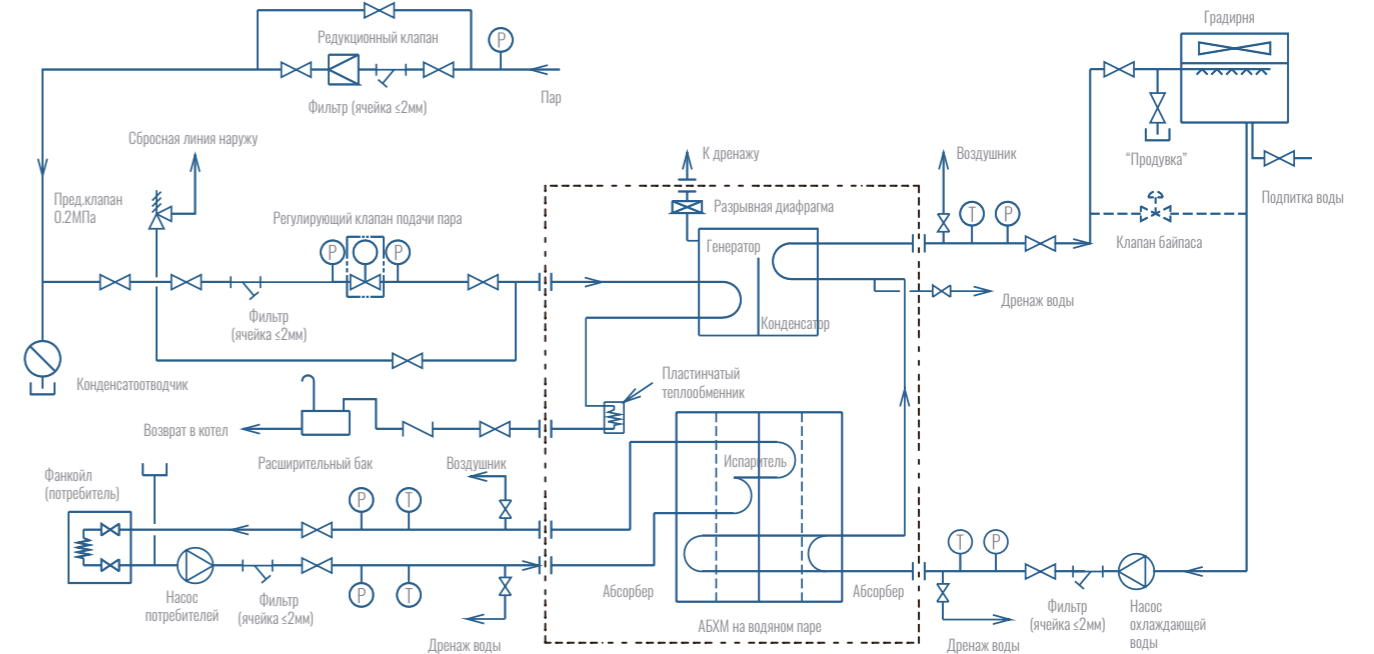 Градирня
Редукционный клапан
P
Пар
Фильтр (ячейка ≤2мм)
Сбросная линия наружу
К дренажу
Воздушник
“Продувка”
Подпитка воды
Пред.клапан
0.2МПа
Регулирующий клапан подачи пара
Разрывная диафрагма
T
P
Клапан байпаса
P
P
Генератор
Дренаж воды
Фильтр
(ячейка ≤2мм)
Конденсатор
Конденсатоотводчик
Пластинчатый
теплообменник
Возврат в котел
Расширительный бак
Воздушник
Испаритель
Фанкойл
(потребитель)
P
T
T
P
Насос
потребителей
Фильтр
(ячейка ≤2мм)
P
T
Абсорбер
Абсорбер
Фильтр
(ячейка ≤2мм)
Насос
охлаждающей
воды
АБХМ на водяном паре
Дренаж воды
Дренаж воды